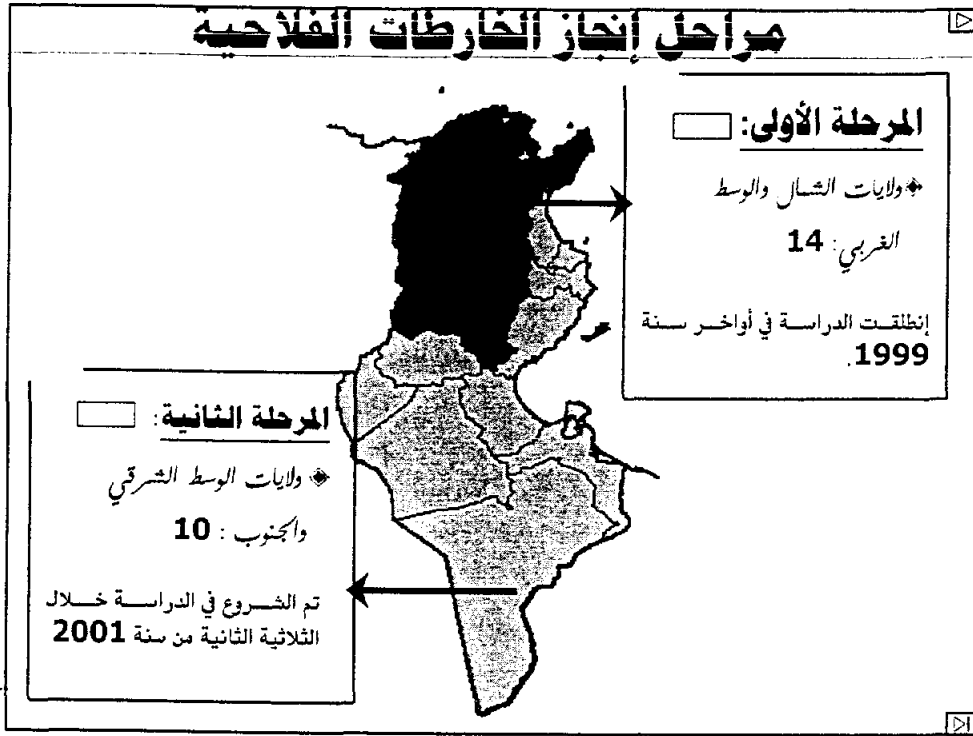 مراحل إنجاز الخارطات الفلاحية
المرحلة الأولى:
ولايات الشمال والوسط
الغربي: 14
إنطلقت الدراسة في أواخر سنة
1999.
المرحلة الثانية:
ولايات الوسط الشرقي
والجنوب : 10
تم الشروع في الدراسة خلال
الثلاثية الثانية من سنة 2001